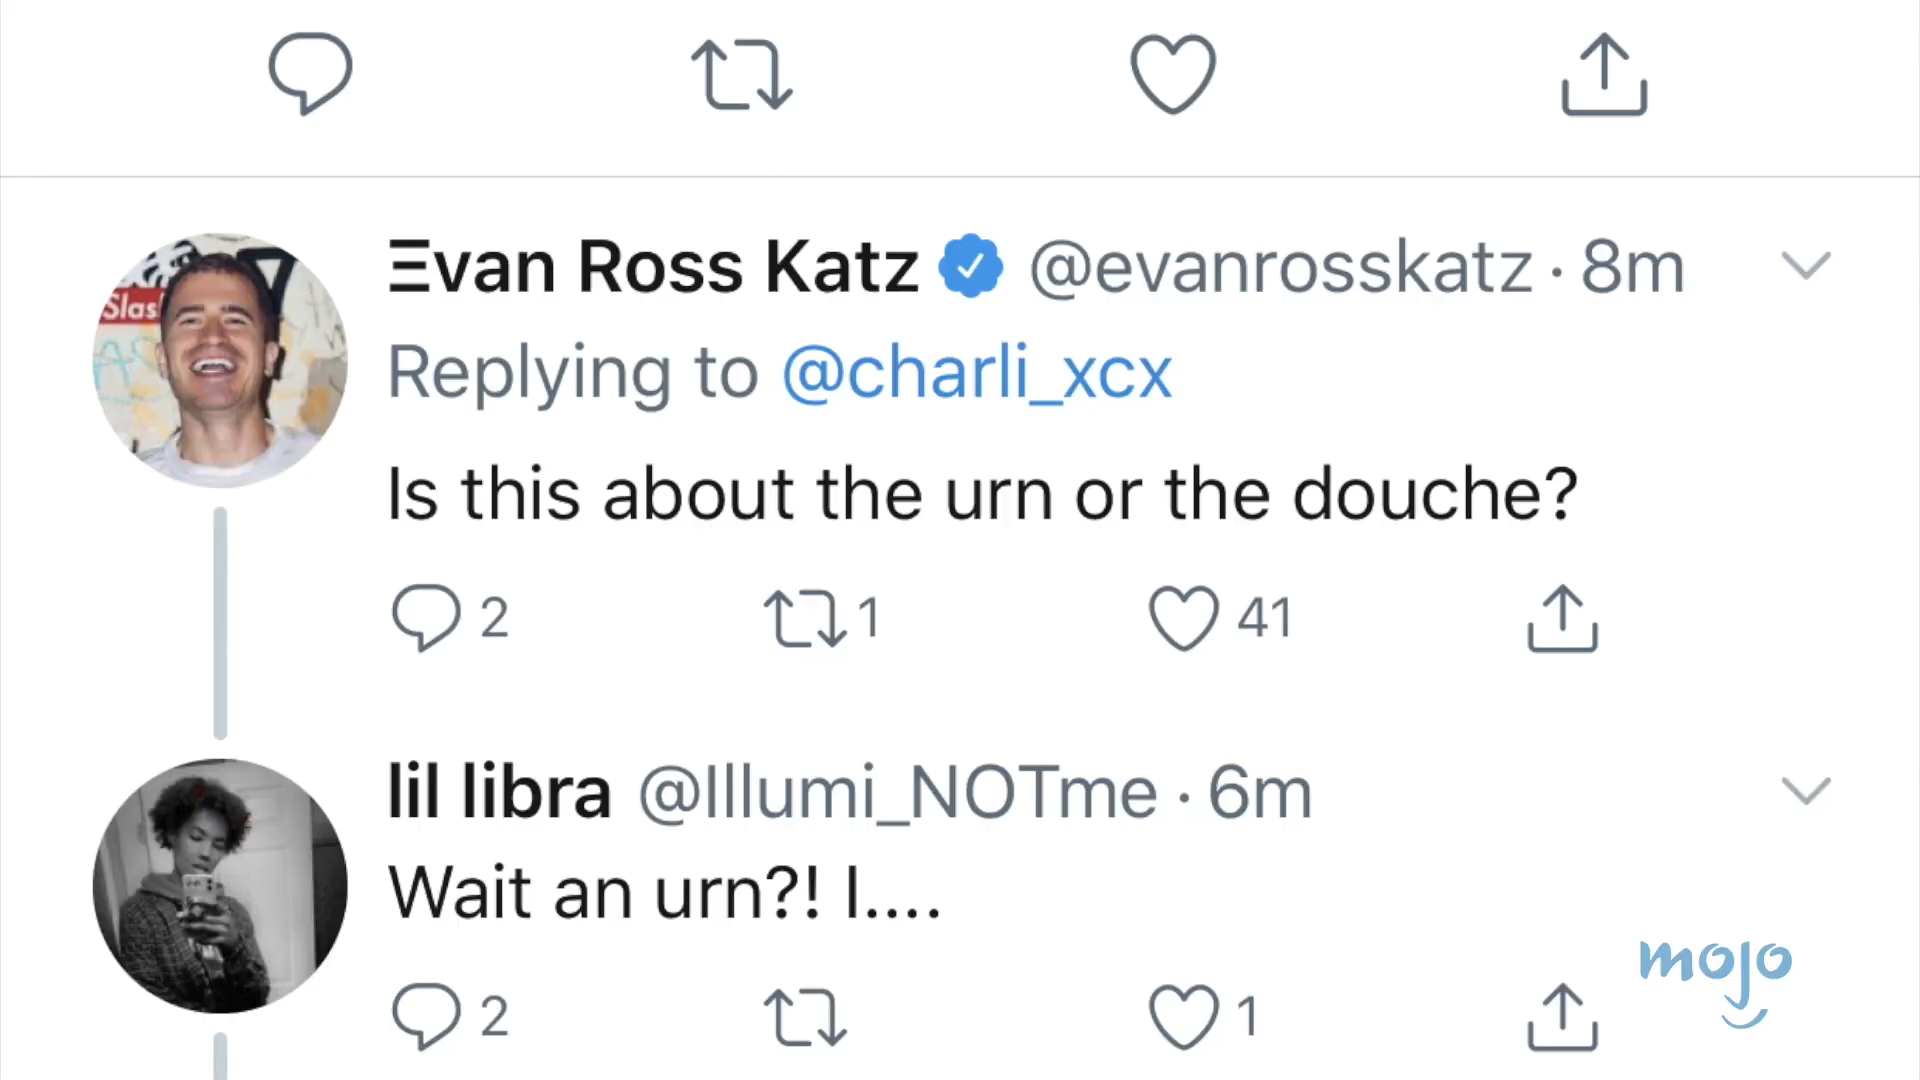 Slas
Ξvan Ross Katz @evanrosskatz · 8m
Replying to @charli_xcx
Is this about the urn or the douche?
2 1 41
lil libra @Illumi_NOTme · 6m
Wait an urn?! I....
2 1
mojo